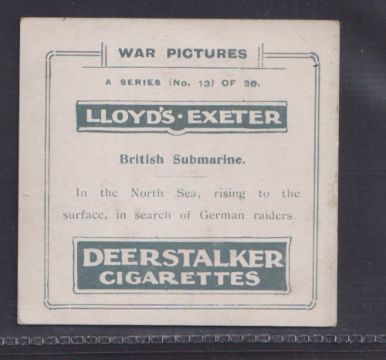 WAR PICTURES
A SERIES (No. 13) OF 36.
LLOYD'S·EXETER
British Submarine.
In the North Sea, rising to the
surface, in search of German raiders.
DEERSTALKER
CIGARETTES